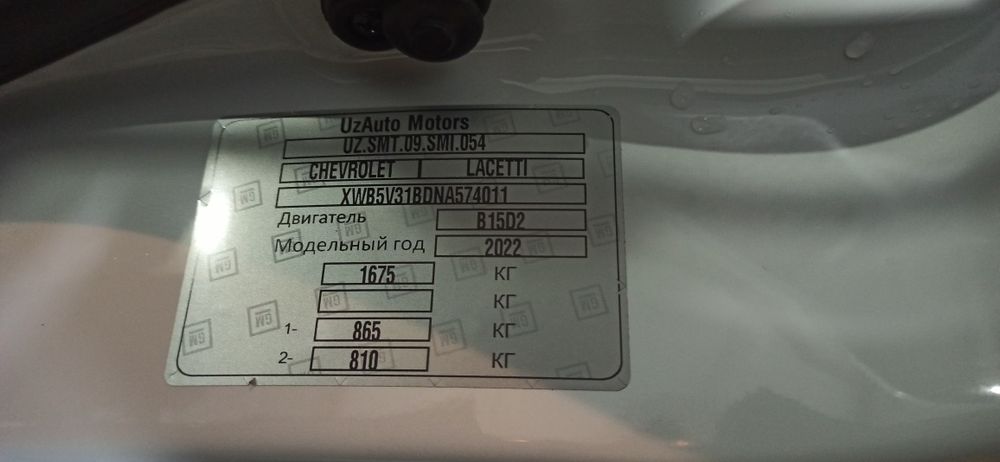 UzAuto Motors
UZ.SMT.09.SMI.054
CHEVROLET LACETTI
XWB5V31BDNA574011
Двигатель B15D2
Модельный год 2022
1675 КГ
КГ
1- 865 КГ
2- 810 КГ